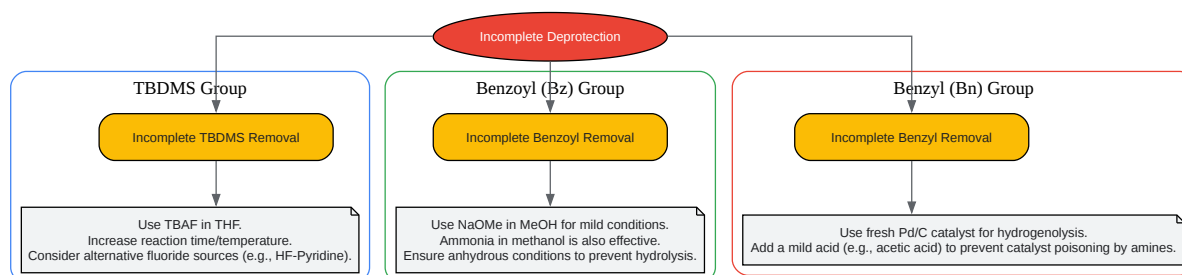 Incomplete Deprotection
TBDMS Group
Incomplete TBDMS Removal
Use TBAF in THF.
Increase reaction time/temperature.
Consider alternative fluoride sources (e.g., HF-Pyridine).
Benzoyl (Bz) Group
Incomplete Benzoyl Removal
Use NaOMe in MeOH for mild conditions.
Ammonia in methanol is also effective.
Ensure anhydrous conditions to prevent hydrolysis.
Benzyl (Bn) Group
Incomplete Benzyl Removal
Use fresh Pd/C catalyst for hydrogenolysis.
Add a mild acid (e.g., acetic acid) to prevent catalyst poisoning by amines.